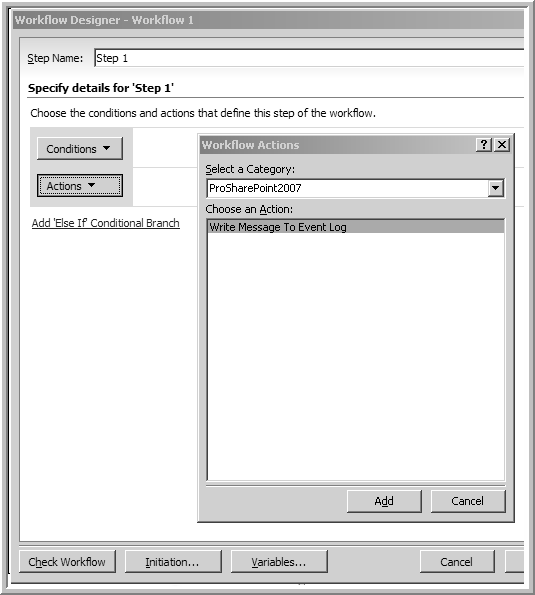 Workflow Designer - Workflow 1
Step Name: Step 1
Specify details for 'Step 1'
Choose the conditions and actions that define this step of the workflow.
Conditions
Actions
Add 'Else If' Conditional Branch
Workflow Actions
Select a Category:
ProSharePoint2007
Choose an Action:
Write Message To Event Log
Add Cancel
Check Workflow Initiation... Variables... Cancel